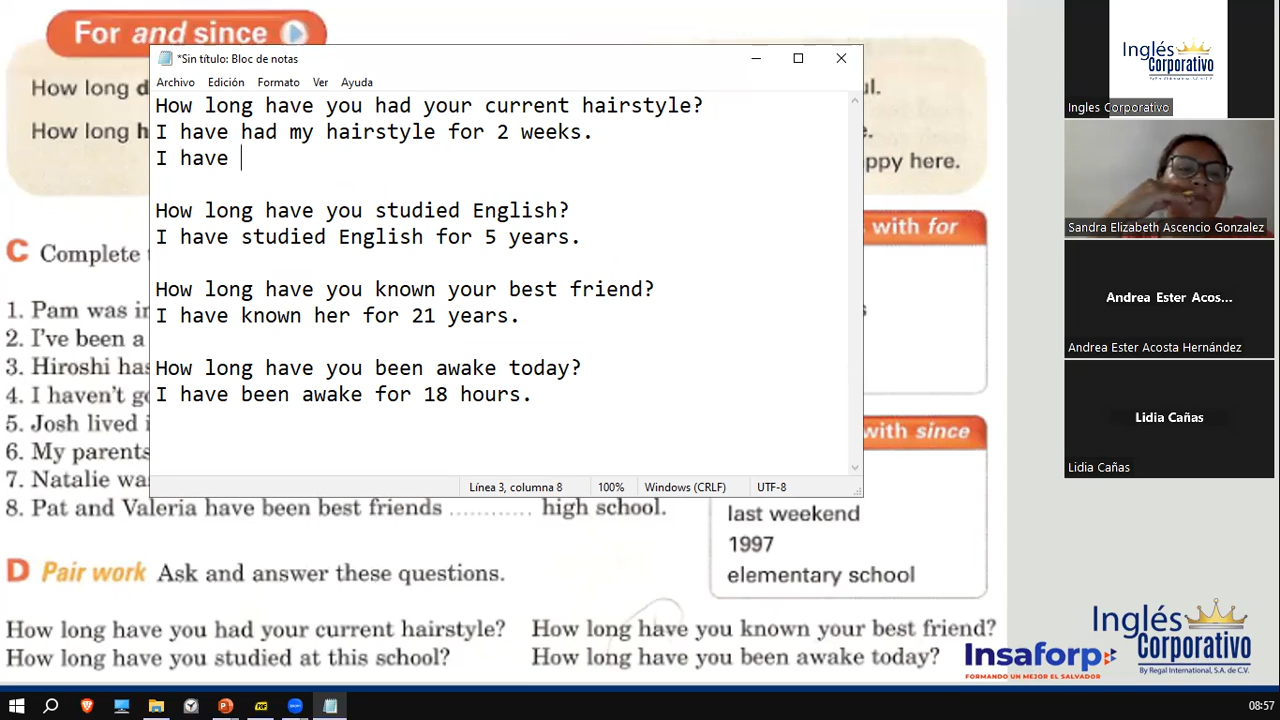 For and since
How long d
ul.
How long h
e.
ppy here.
*Sin título: Bloc de notas
Archivo Edición Formato Ver Ayuda
How long have you had your current hairstyle?
I have had my hairstyle for 2 weeks.
I have
How long have you studied English?
I have studied English for 5 years.
How long have you known your best friend?
I have known her for 21 years.
How long have you been awake today?
I have been awake for 18 hours.
Línea 3, columna 8 100% Windows (CRLF) UTF-8
with for
C Complete t
1. Pam was in
2. I've been a
3. Hiroshi has
4. I haven't go
5. Josh lived i
6. My parents
7. Natalie wa
8. Pat and Valeria have been best friends ............ high school.
with since
last weekend
1997
elementary school
D Pair work Ask and answer these questions.
How long have you had your current hairstyle?
How long have you known your best friend?
How long have you studied at this school?
How long have you been awake today?
Insaforp
FORMANDO UN MEJOR EL SALVADOR
Inglés
Corporativo
By Regal International, S.A. de C.V.
Inglés
Corporativo
Ingles Corporativo
Sandra Elizabeth Ascencio Gonzalez
Andrea Ester Acos...
Andrea Ester Acosta Hernández
Lidia Cañas
Lidia Cañas
08:57